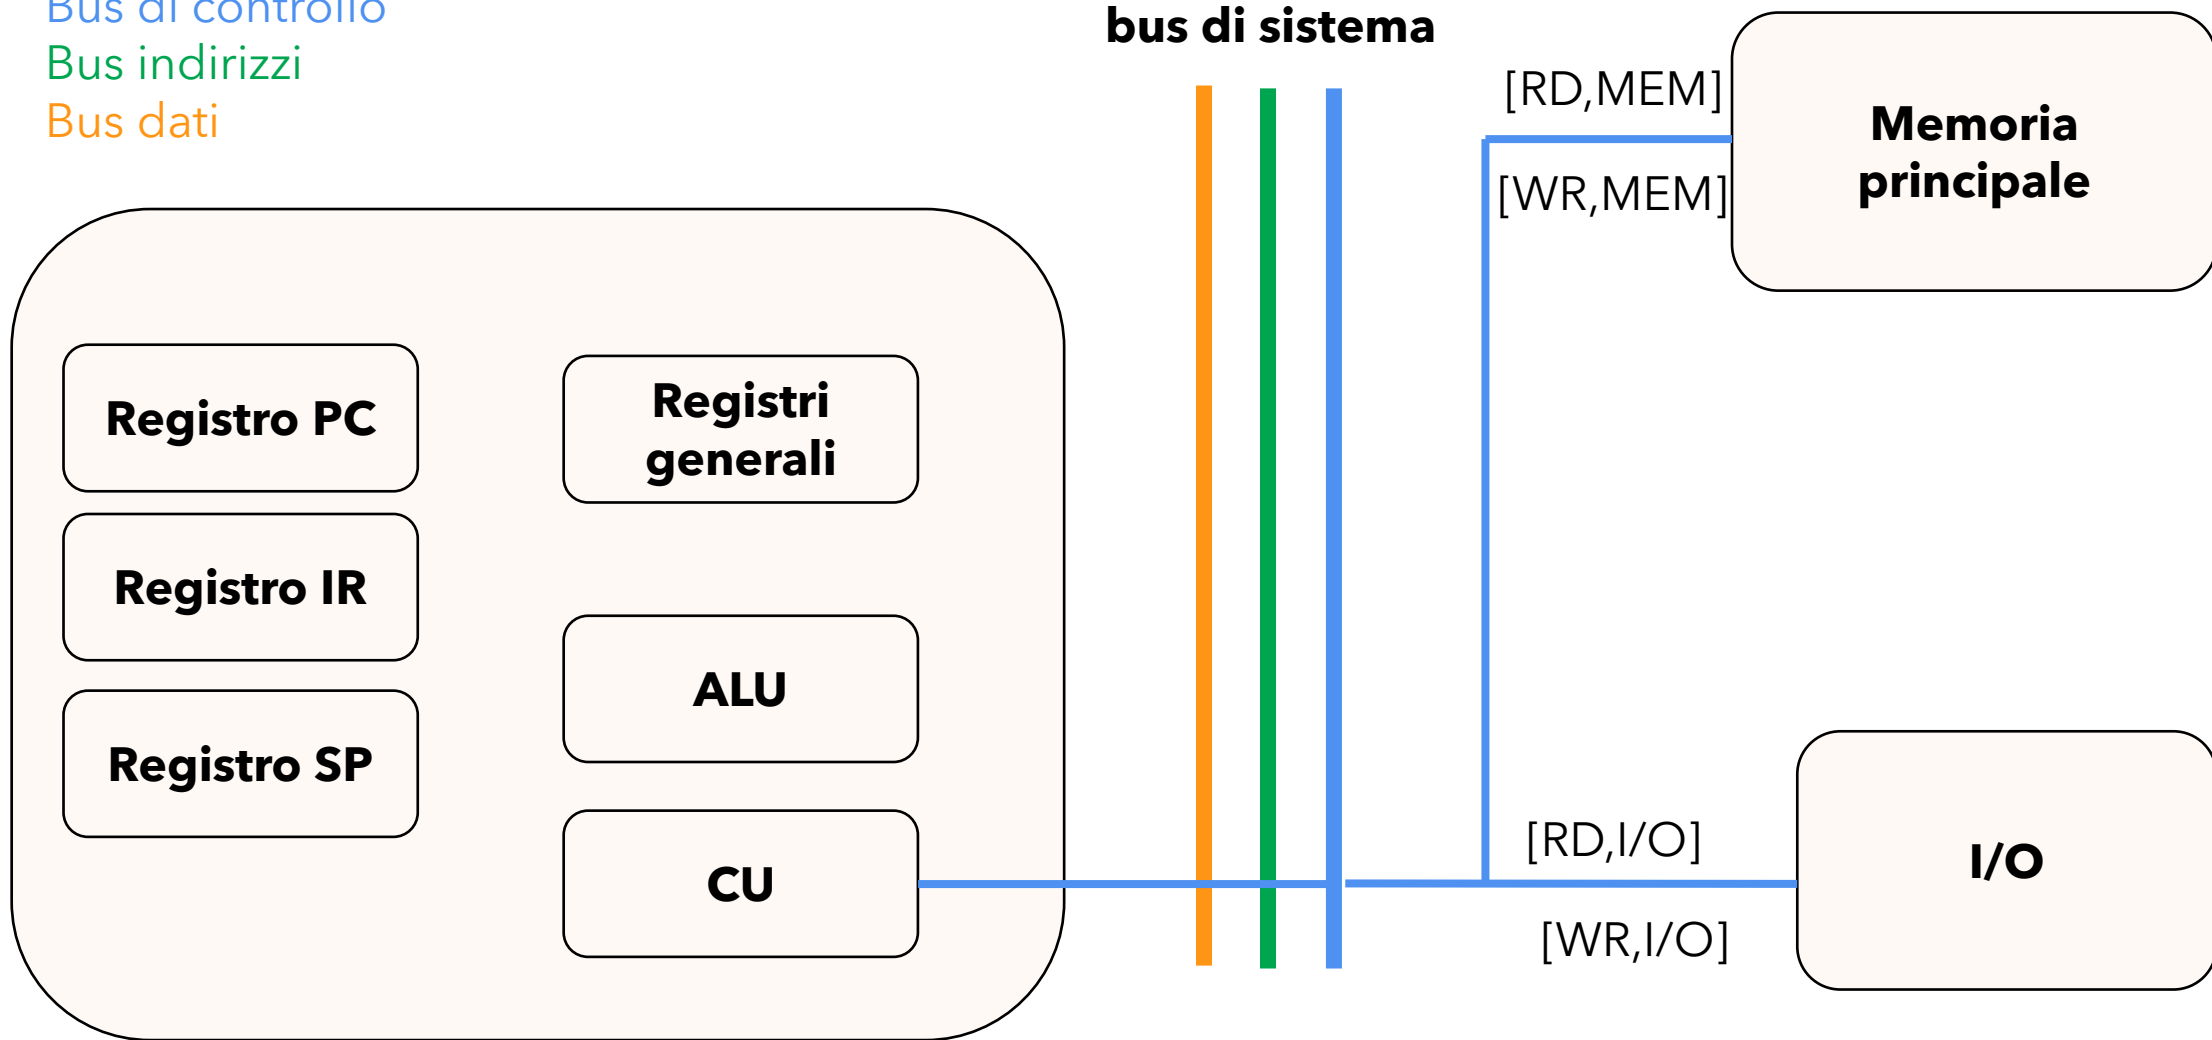 Bus di controllo
Bus indirizzi
Bus dati
bus di sistema
[RD,MEM]
[WR,MEM]
Memoria
principale
Registro PC
Registri
generali
Registro IR
ALU
Registro SP
CU
[RD,I/O]
[WR,I/O]
I/O